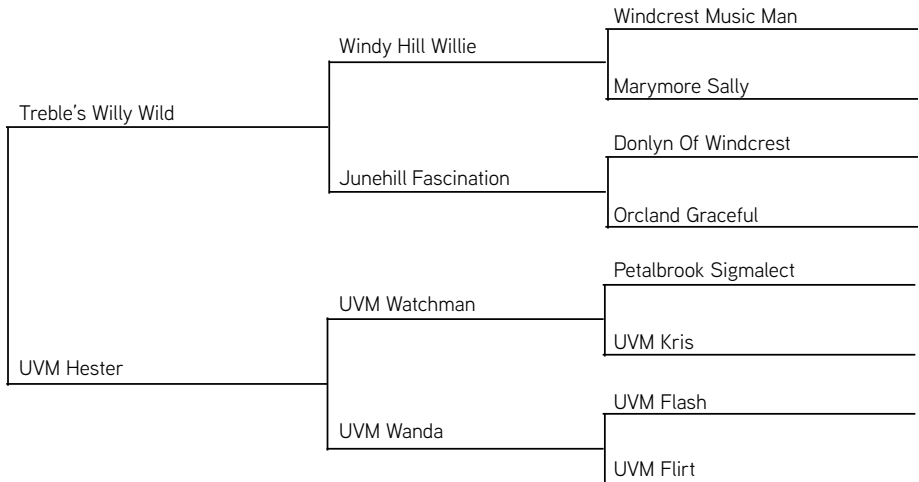 Windcrest Music Man
Windy Hill Willie
Marymore Sally
Treble's Willy Wild
Donlyn Of Windcrest
Junehill Fascination
Orcland Graceful
Petalbrook Sigmalect
UVM Watchman
UVM Kris
UVM Hester
UVM Flash
UVM Wanda
UVM Flirt